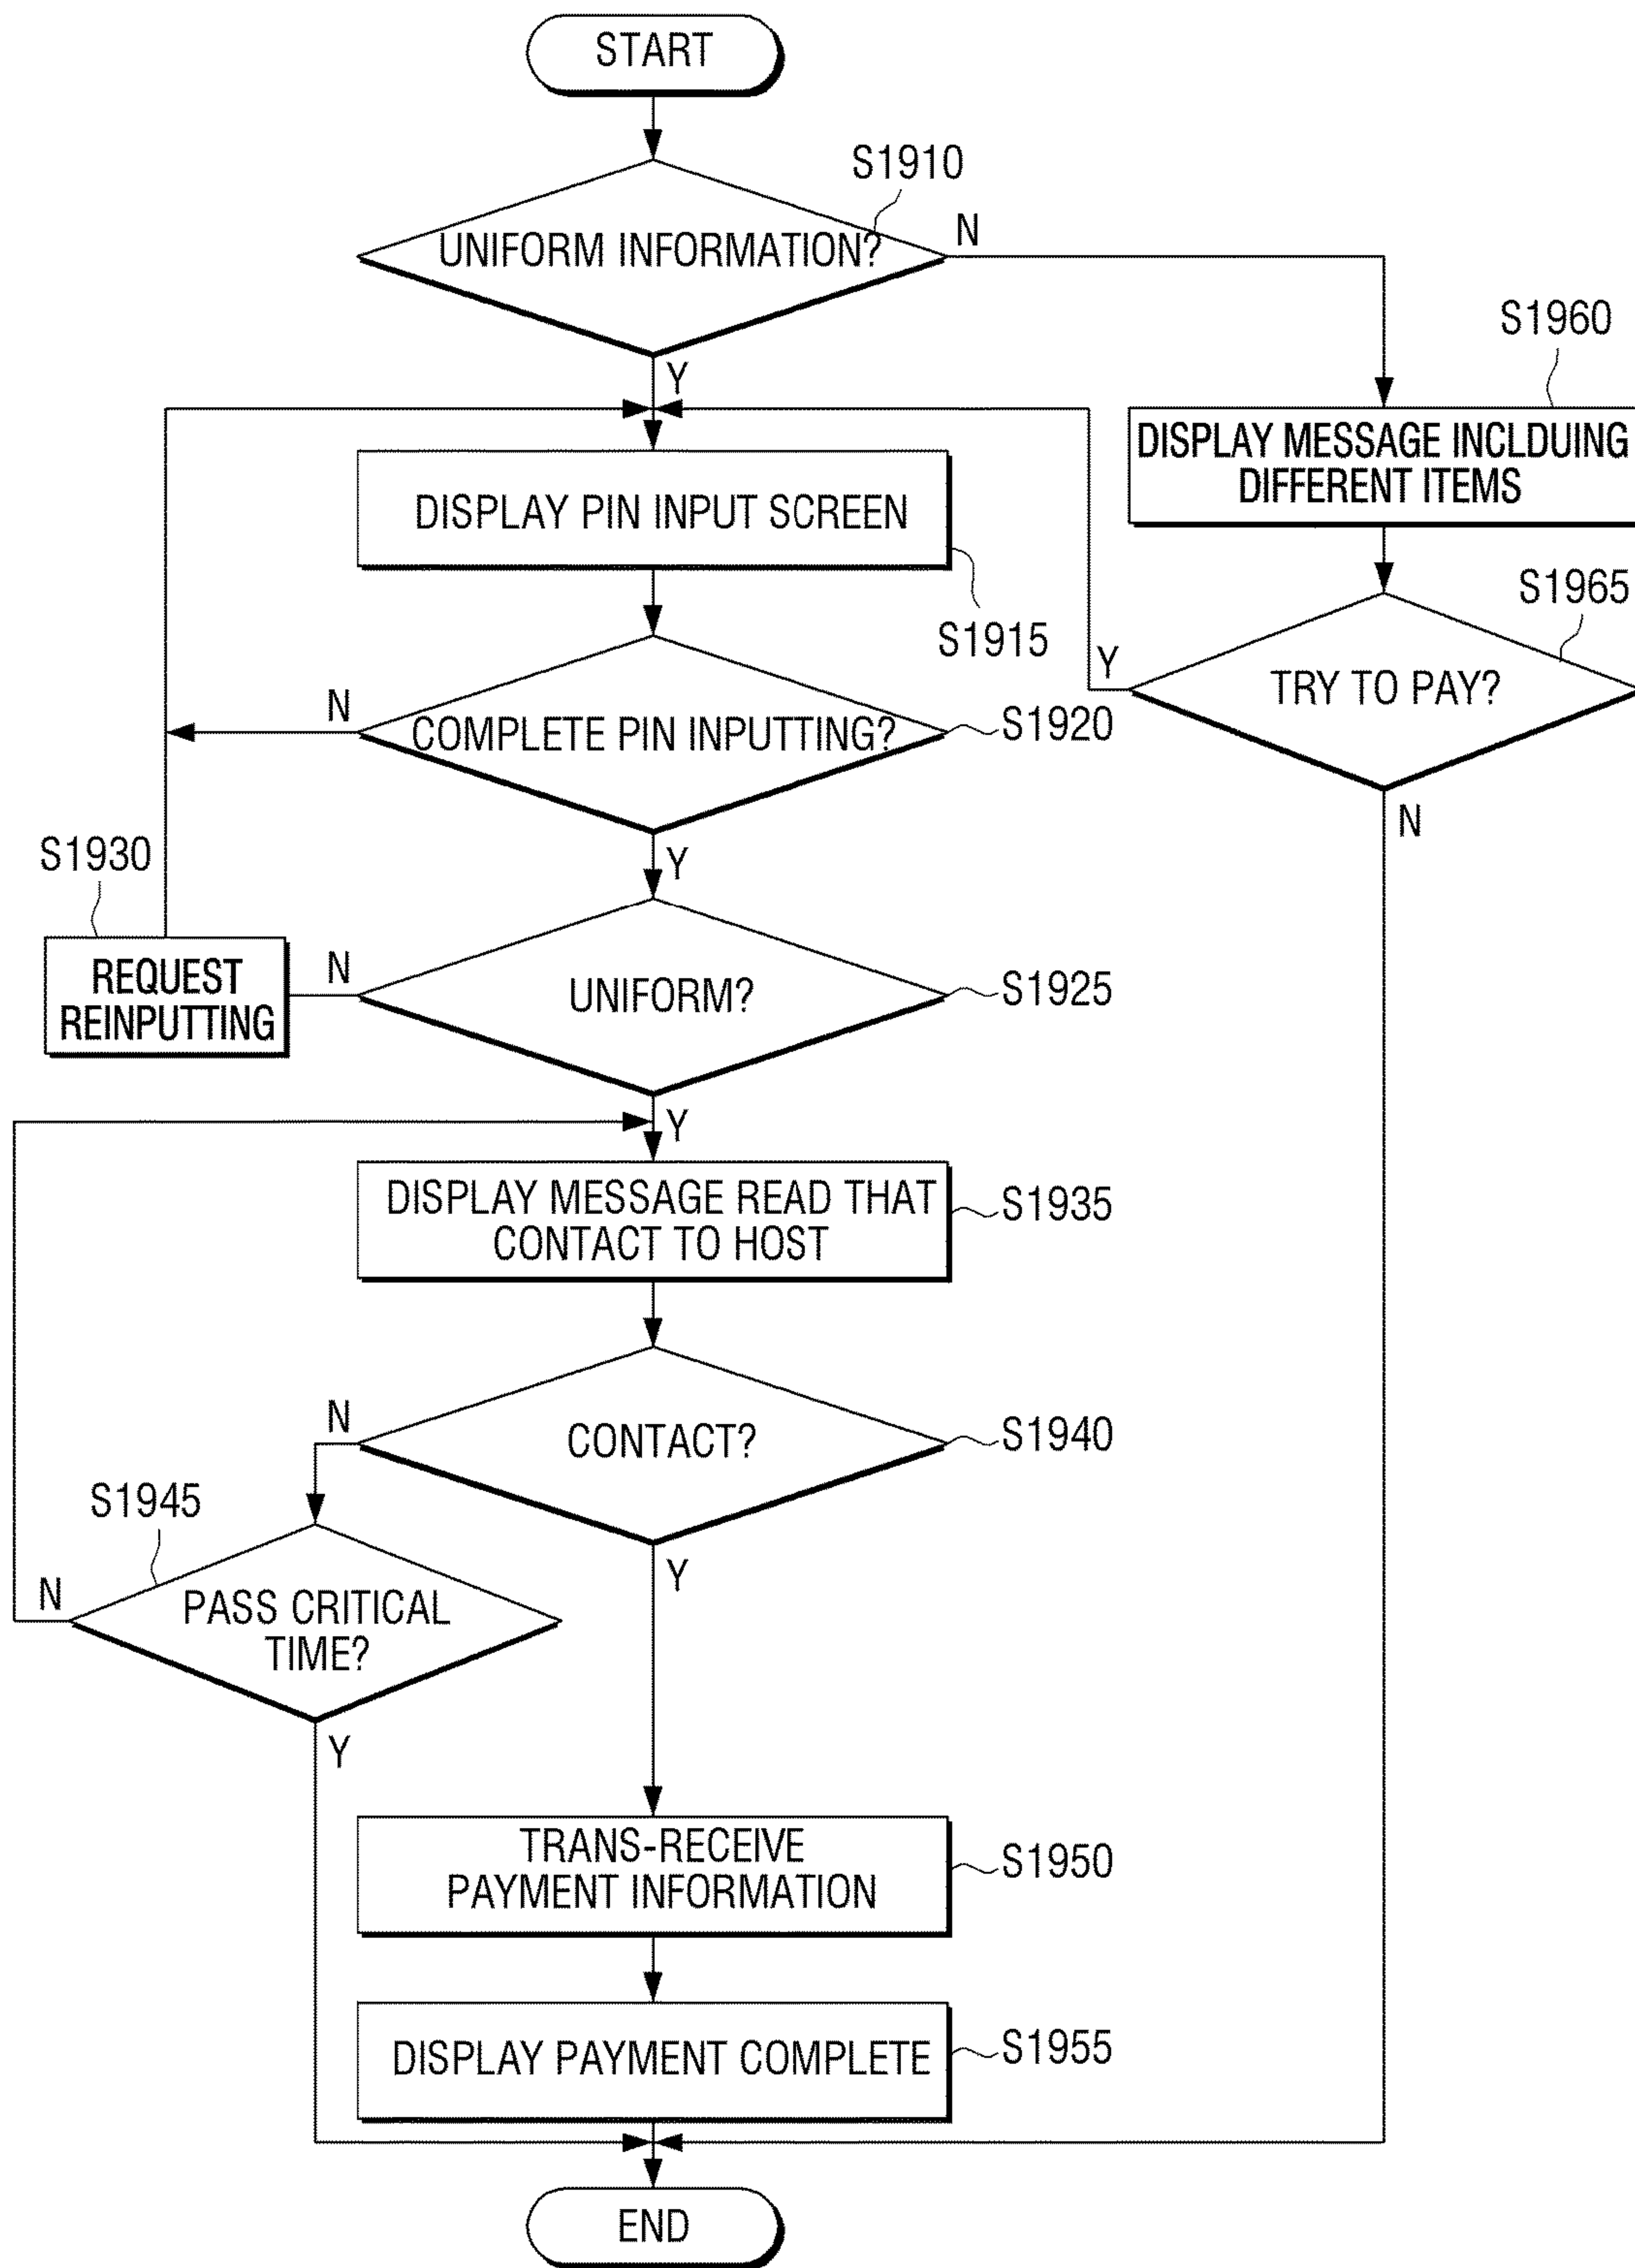 START
S1910
UNIFORM INFORMATION?
N
Y
S1960
DISPLAY MESSAGE INCLDUING
DIFFERENT ITEMS
DISPLAY PIN INPUT SCREEN
S1915
S1965
Y
TRY TO PAY?
N
N
COMPLETE PIN INPUTTING?
S1920
Y
S1930
REQUEST
REINPUTTING
N
UNIFORM?
S1925
Y
DISPLAY MESSAGE READ THAT
CONTACT TO HOST
S1935
N
CONTACT?
S1940
Y
S1945
N
PASS CRITICAL
TIME?
Y
TRANS-RECEIVE
PAYMENT INFORMATION
S1950
DISPLAY PAYMENT COMPLETE
S1955
END